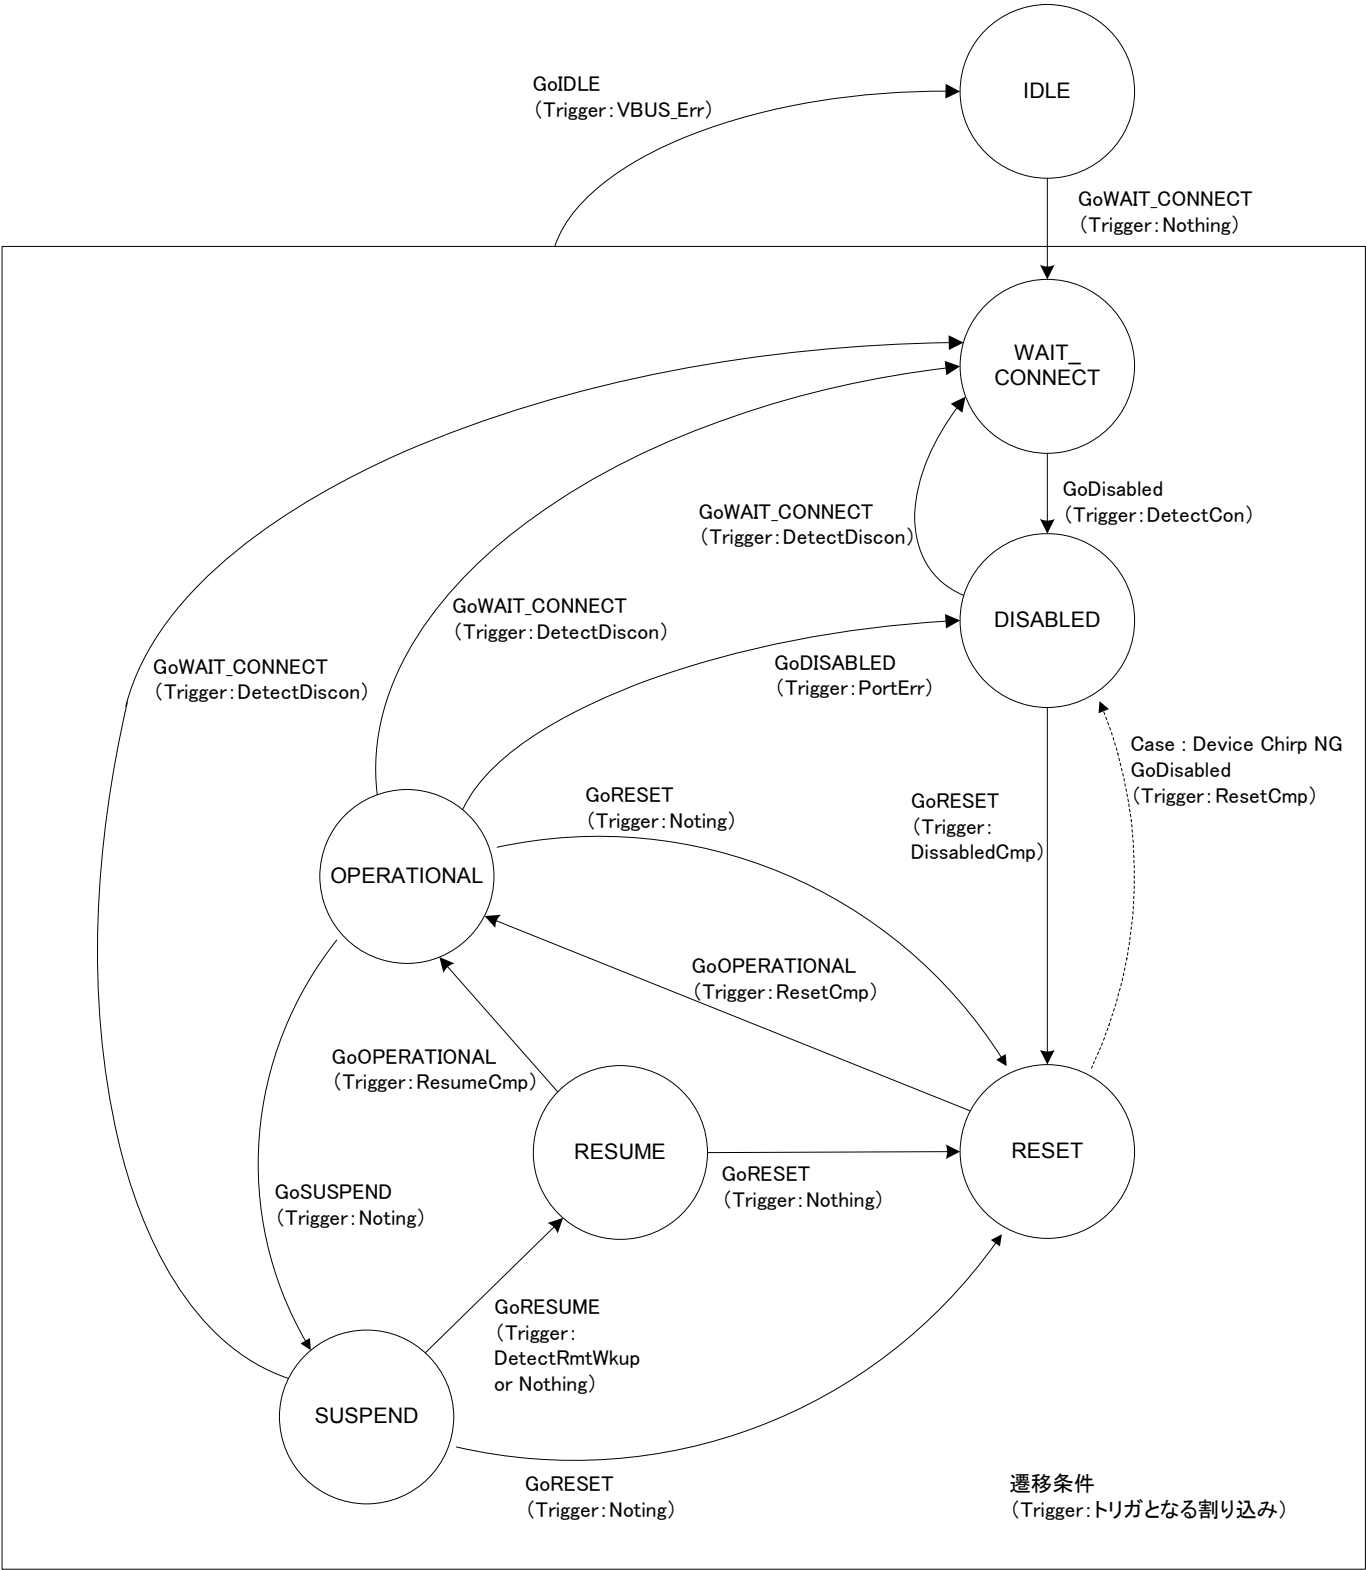 GoIDLE
(Trigger:VBUS_Err)
IDLE
GoWAIT_CONNECT
(Trigger:Nothing)
WAIT_
CONNECT
GoDisabled
(Trigger:DetectCon)
GoWAIT_CONNECT
(Trigger:DetectDiscon)
DISABLED
GoWAIT_CONNECT
(Trigger:DetectDiscon)
GoDISABLED
(Trigger:PortErr)
GoWAIT_CONNECT
(Trigger:DetectDiscon)
Case : Device Chirp NG
GoDisabled
(Trigger:ResetCmp)
GoRESET
(Trigger:Noting)
GoRESET
(Trigger:
DissabledCmp)
OPERATIONAL
GoOPERATIONAL
(Trigger:ResetCmp)
GoOPERATIONAL
(Trigger:ResumeCmp)
RESUME
RESET
GoRESET
(Trigger:Nothing)
GoSUSPEND
(Trigger:Noting)
GoRESUME
(Trigger:
DetectRmtWkup
or Nothing)
SUSPEND
GoRESET
(Trigger:Noting)
遷移条件
(Trigger:トリガとなる割り込み)